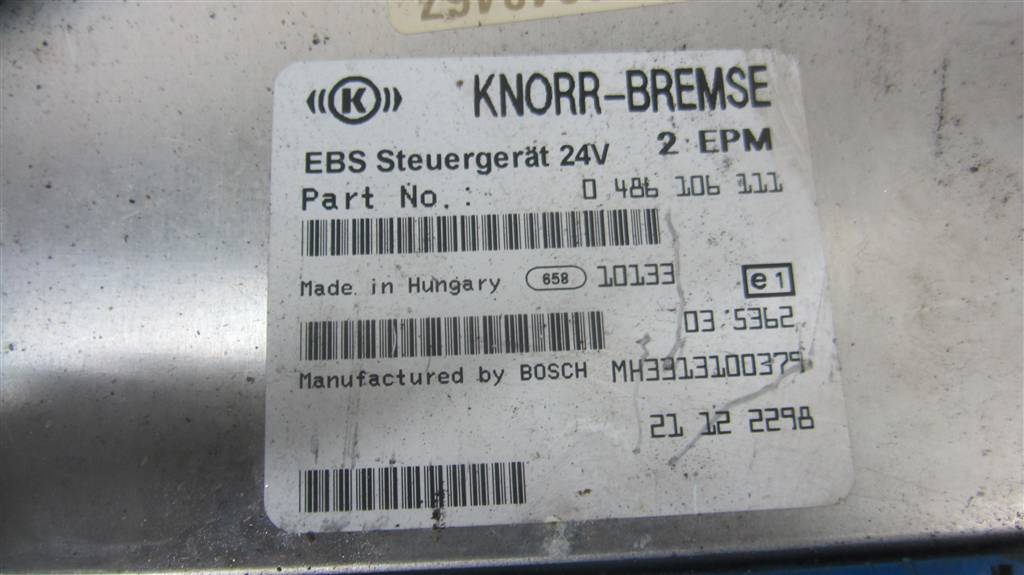 ((K)) KNORR-BREMSE
2 EPM
EBS Steuergerät 24V
Part No.: 0 486 106 111
Made in Hungary 658 10133 e1
03 5362
Manufactured by BOSCH MH3313100379
21 12 2298